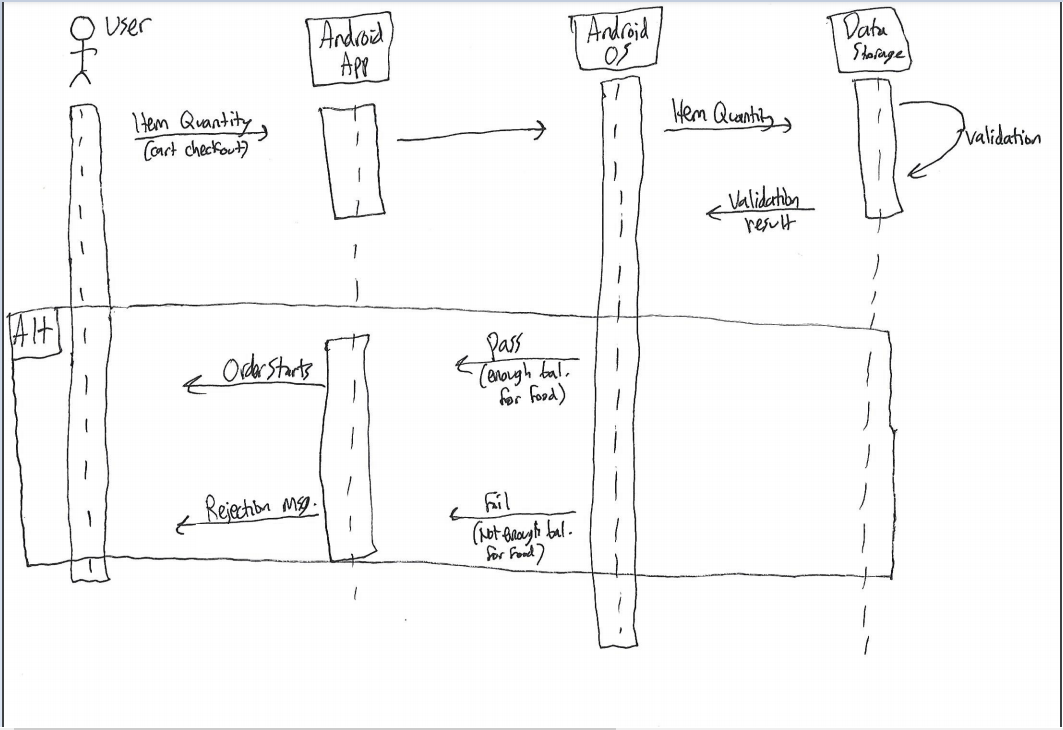 User
Android
App
Android
OS
Data
Storage
Item Quantity
(cart checkout)
Item Quantity
Validation
Validation
result
Alt
Order Starts
Pass
(enough bal.
for food)
Rejection Msg.
Fail
(Not enough bal.
for food)